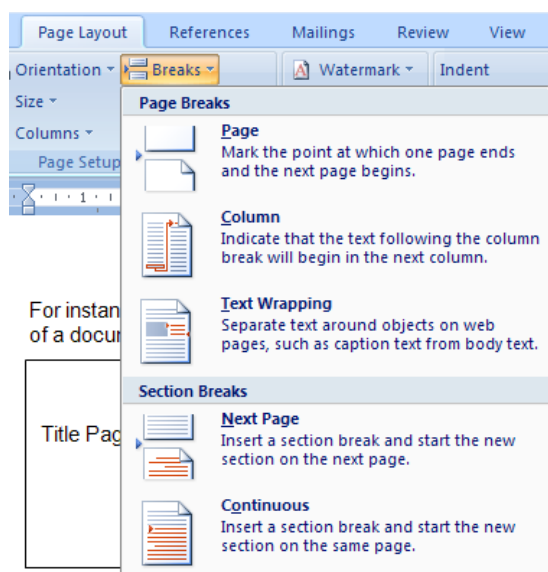 Page Layout References Mailings Review View
Orientation Breaks Watermark Indent
Size
Columns
Page Setup
1
Page Breaks
Page
Mark the point at which one page ends
and the next page begins.
Column
Indicate that the text following the column
break will begin in the next column.
Text Wrapping
Separate text around objects on web
pages, such as caption text from body text.
Section Breaks
Next Page
Insert a section break and start the new
section on the next page.
Continuous
Insert a section break and start the new
section on the same page.
For instan
of a docu
Title Pag